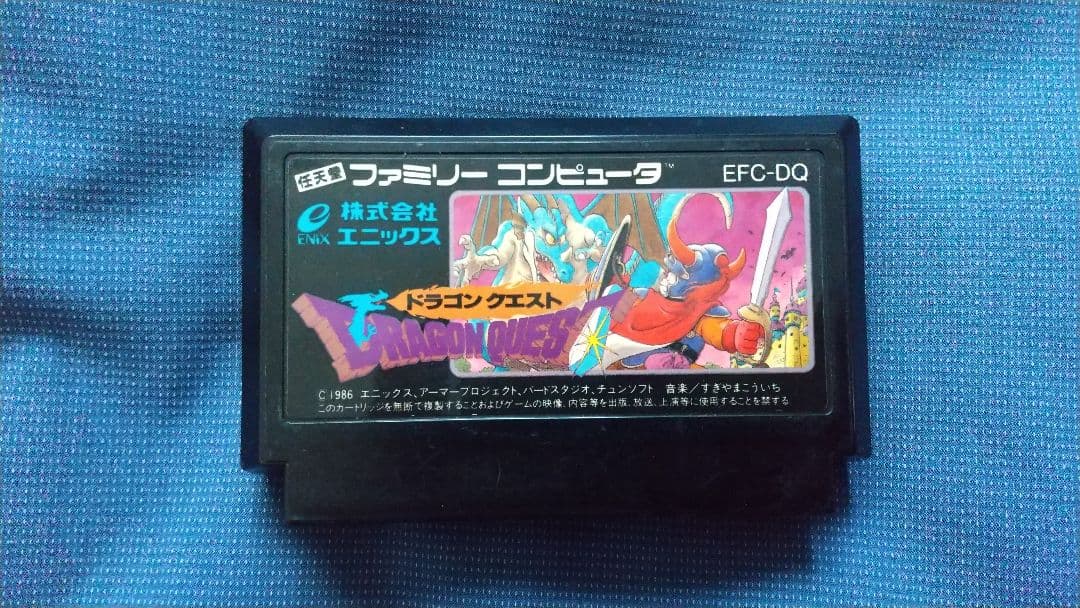 任天堂 ファミリー コンピュータ™ EFC-DQ
e ENIX 株式会社
エニックス
ドラゴン クエスト
DRAGON QUEST
© 1986 エニックス、アーマープロジェクト、バードスタジオ、チュンソフト 音楽/すぎやまこういち
このカートリッジを無断で複製することおよびゲームの映像、内容等を出版、放送、上演等に使用することを禁する